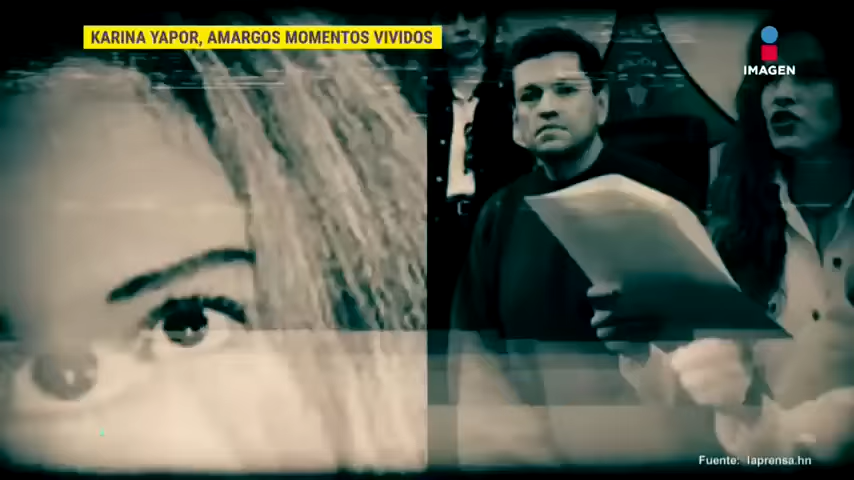 KARINA YAPOR, AMARGOS MOMENTOS VIVIDOS
IMAGEN
Fuente: laprensa.hn